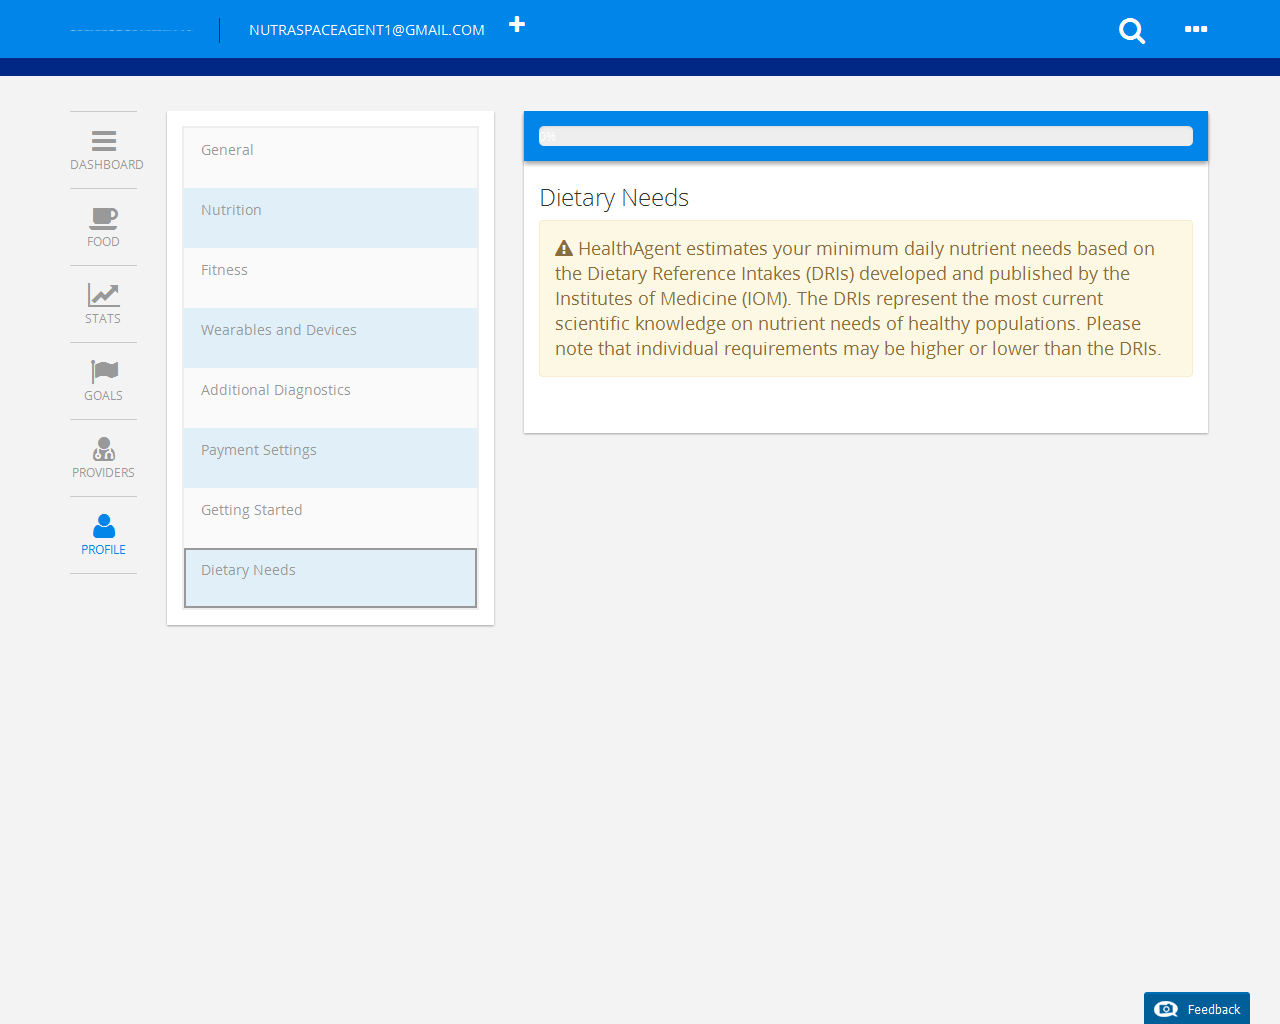 NUTRASPACEAGENT1@GMAIL.COM
DASHBOARD
FOOD
STATS
GOALS
PROVIDERS
PROFILE
General
Nutrition
Fitness
Wearables and Devices
Additional Diagnostics
Payment Settings
Getting Started
Dietary Needs
0%
Dietary Needs
HealthAgent estimates your minimum daily nutrient needs based on
the Dietary Reference Intakes (DRIs) developed and published by the
Institutes of Medicine (IOM). The DRIs represent the most current
scientific knowledge on nutrient needs of healthy populations. Please
note that individual requirements may be higher or lower than the DRIs.
Feedback